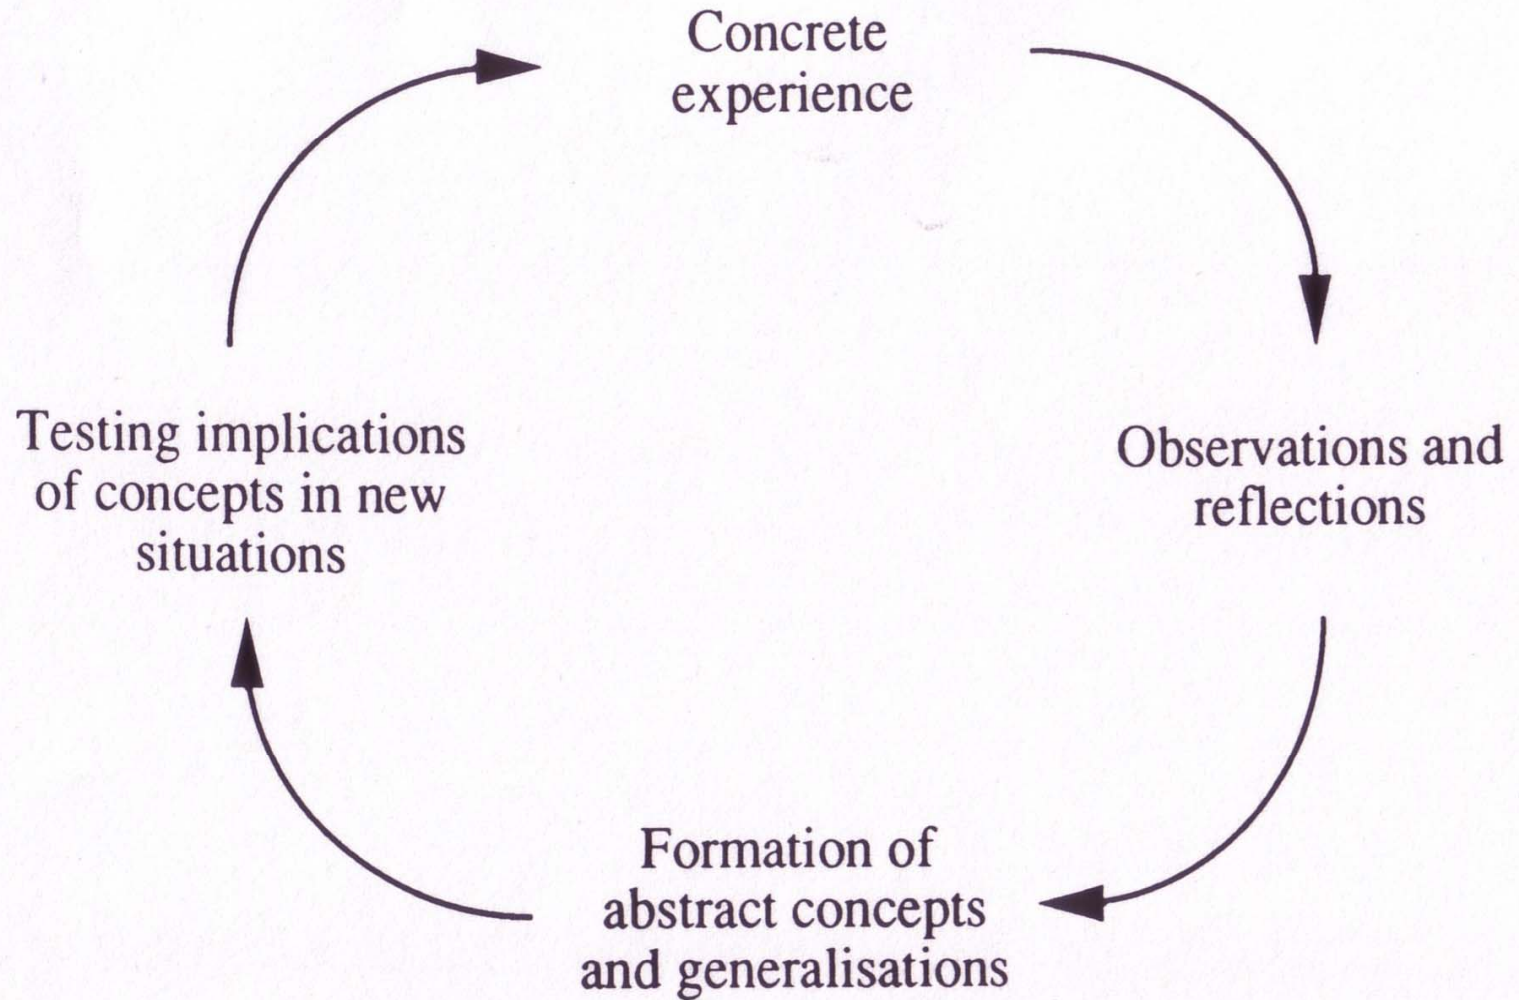 Concrete
experience
Testing implications
of concepts in new
situations
Observations and
reflections
Formation of
abstract concepts
and generalisations